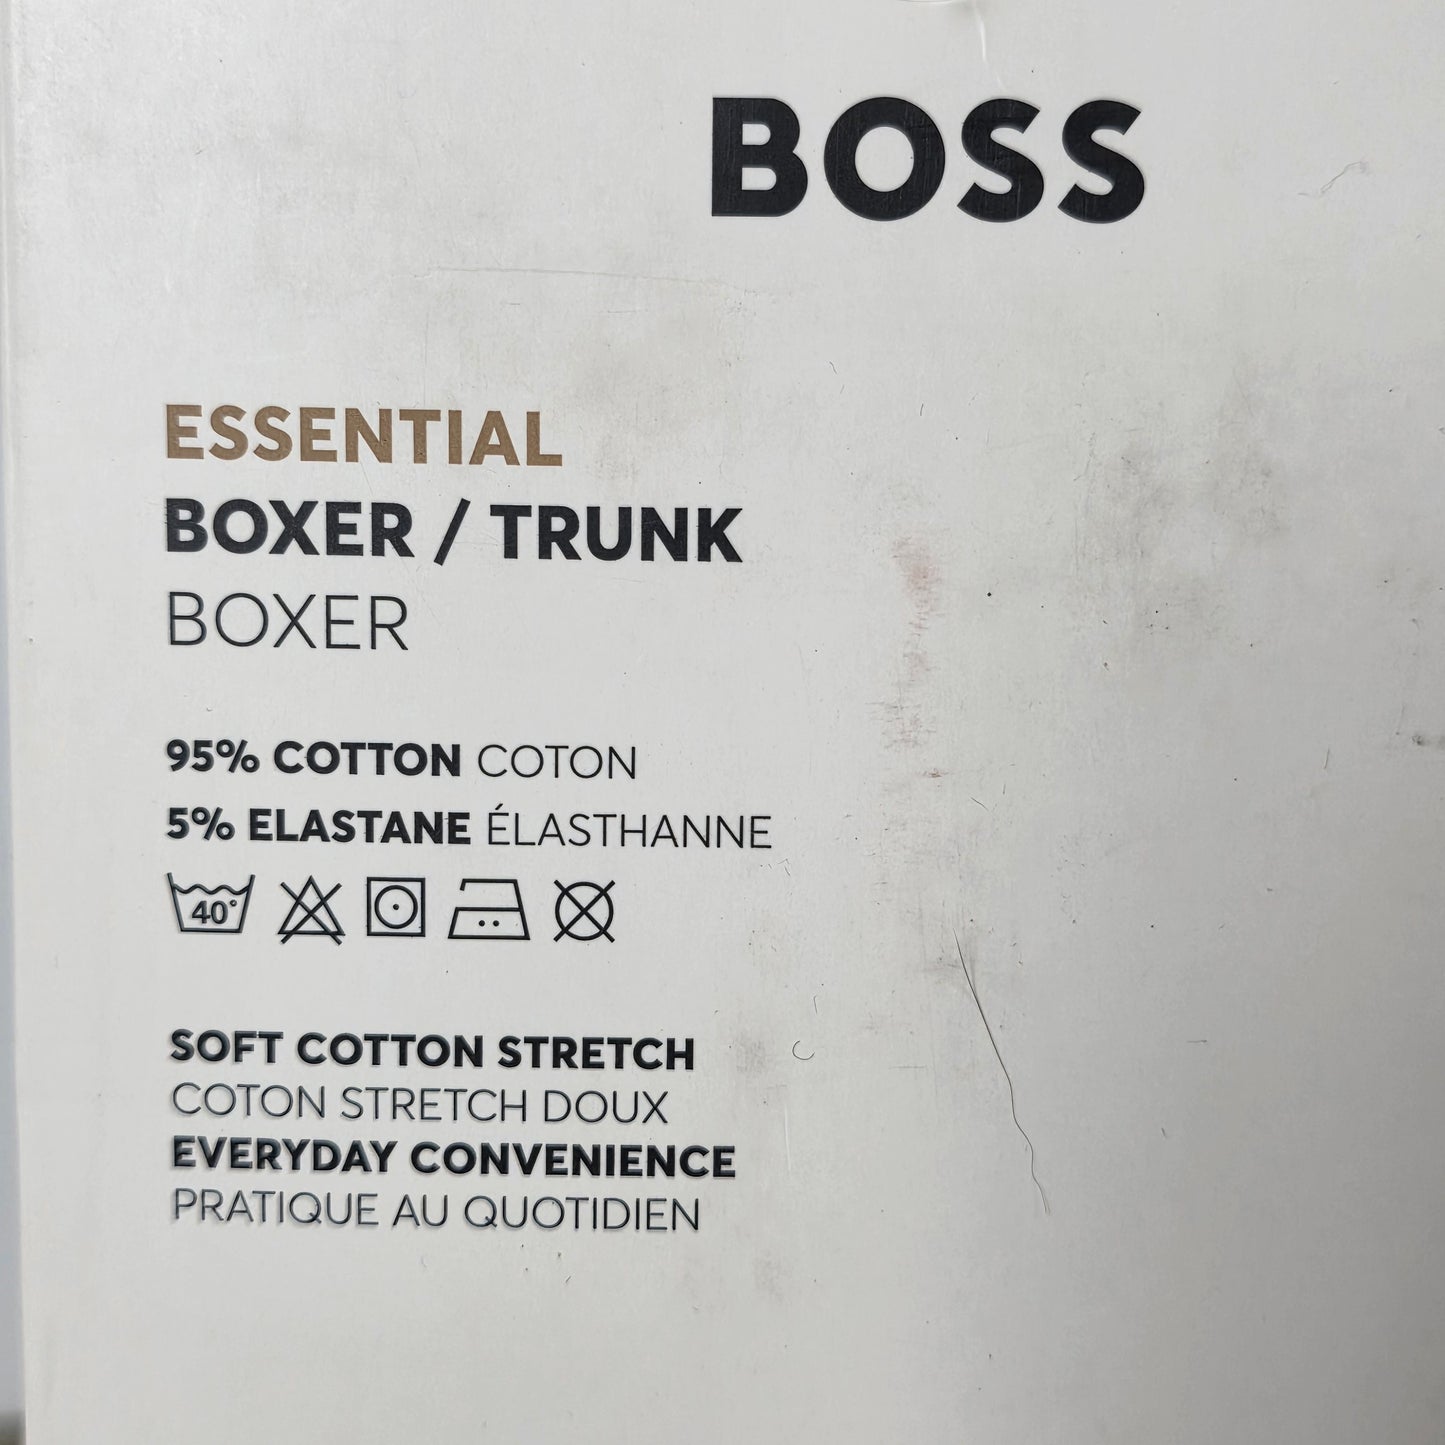 BOSS
ESSENTIAL
BOXER / TRUNK
BOXER
95% COTTON COTON
5% ELASTANE ÉLASTHANNE
40°
SOFT COTTON STRETCH
COTON STRETCH DOUX
EVERYDAY CONVENIENCE
PRATIQUE AU QUOTIDIEN